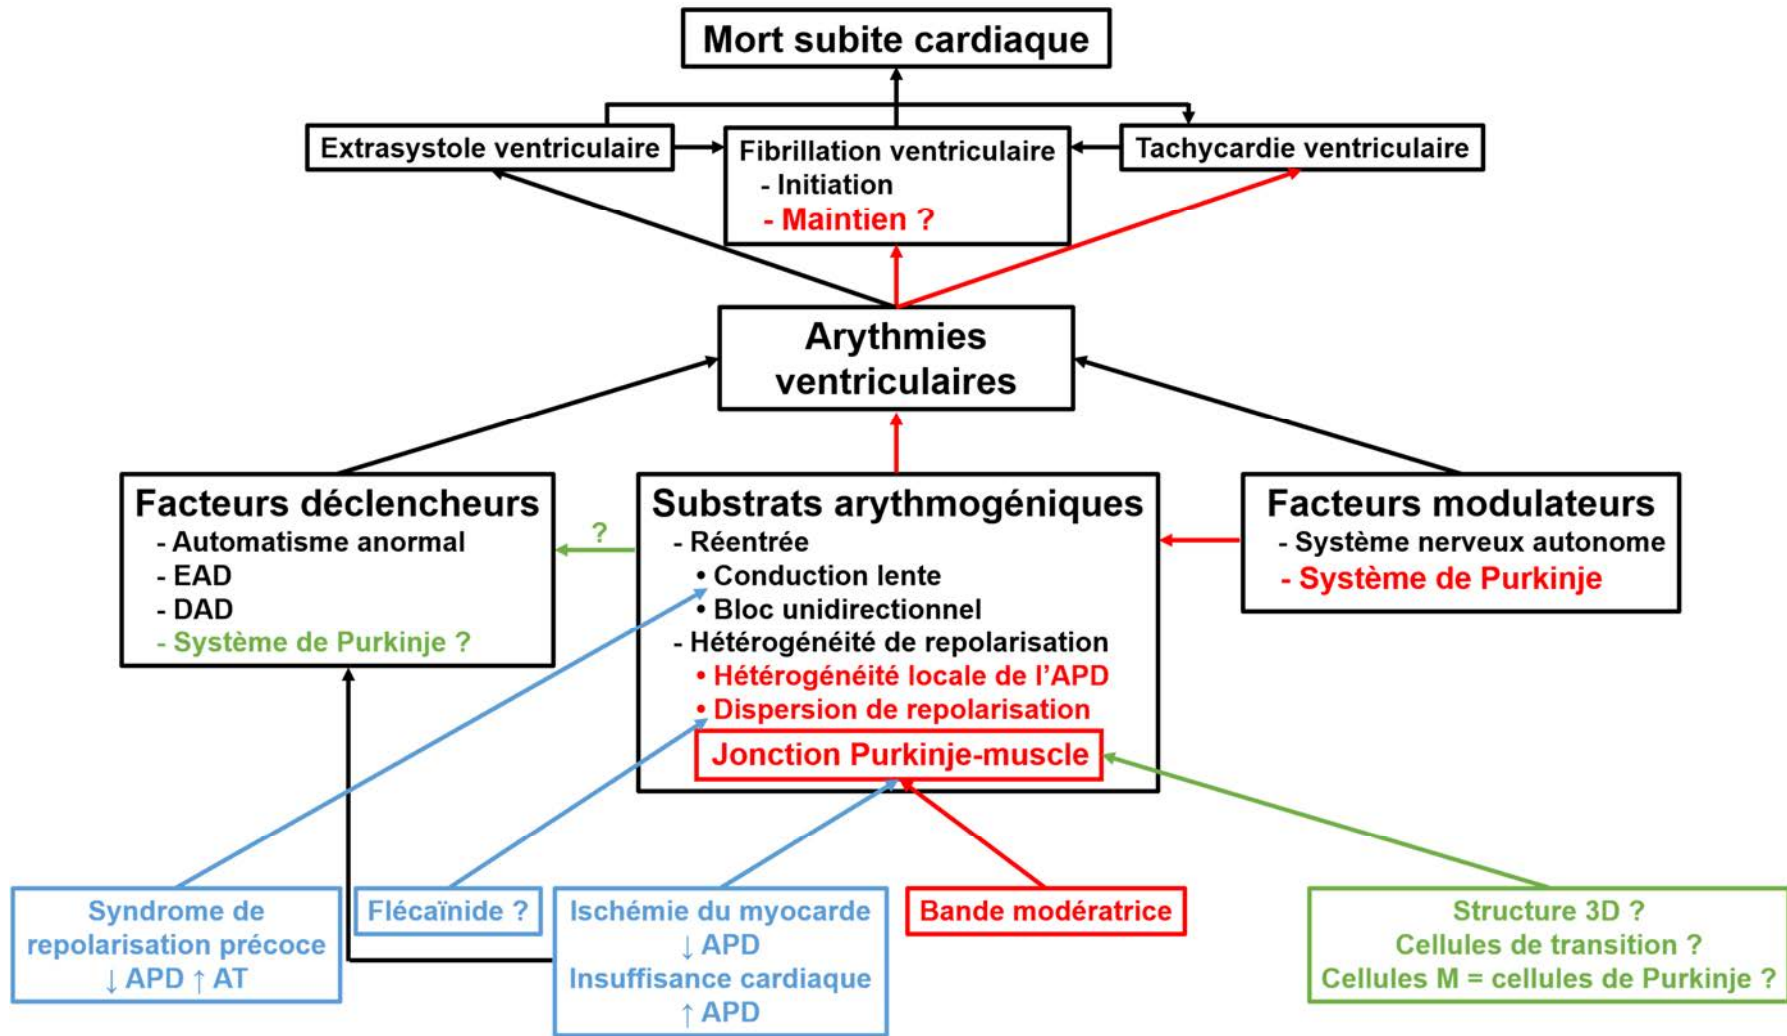 Mort subite cardiaque
Extrasystole ventriculaire
Fibrillation ventriculaire
- Initiation
- Maintien ?
Tachycardie ventriculaire
Arythmies
ventriculaires
Facteurs déclencheurs
- Automatisme anormal
- EAD
- DAD
- Système de Purkinje ?
?
Substrats arythmogéniques
- Réentrée
• Conduction lente
• Bloc unidirectionnel
- Hétérogénéité de repolarisation
• Hétérogénéité locale de l'APD
• Dispersion de repolarisation
Jonction Purkinje-muscle
Facteurs modulateurs
- Système nerveux autonome
- Système de Purkinje
Syndrome de
repolarisation précoce
↓ APD ↑ AT
Flécaïnide ?
Ischémie du myocarde
↓ APD
Insuffisance cardiaque
↑ APD
Bande modératrice
Structure 3D ?
Cellules de transition ?
Cellules M = cellules de Purkinje ?